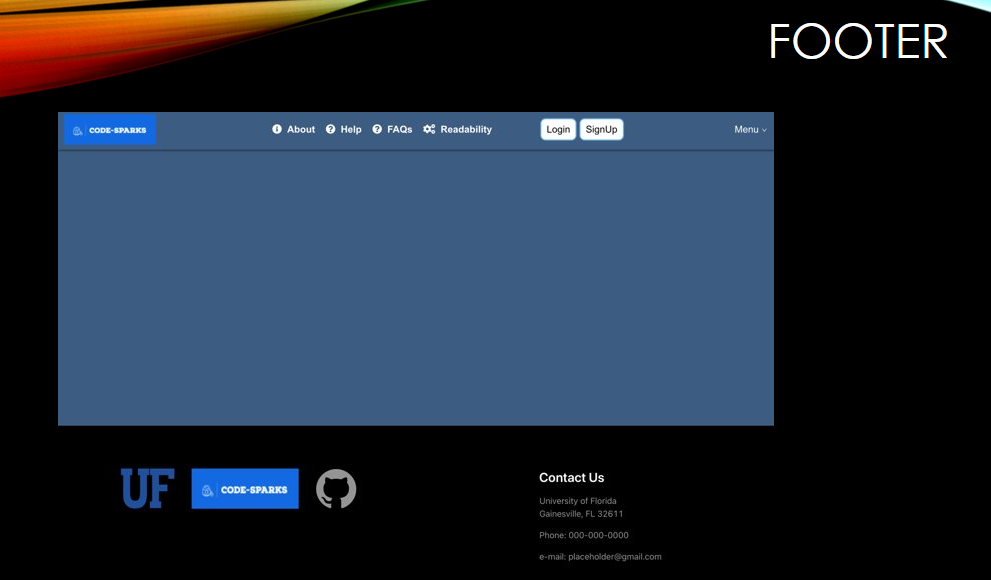 FOOTER
CODE-SPARKS
About Help FAQs Readability
Login SignUp
Menu
UF CODE-SPARKS
Contact Us
University of Florida
Gainesville, FL 32611
Phone: 000-000-0000
e-mail: placeholder@gmail.com